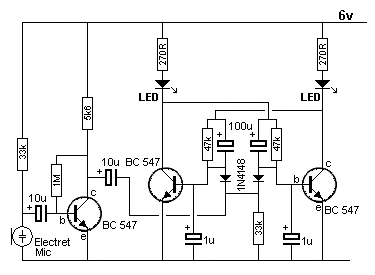 6v
270R
270R
LED
LED
5k6
100u
33k
47k
47k
1N4148
10u
BC 547
1M
10u
c
b
e
BC 547
b
c
e
BC 547
33k
Electret
Mic
1u
1u
+
+
+
+
+
+